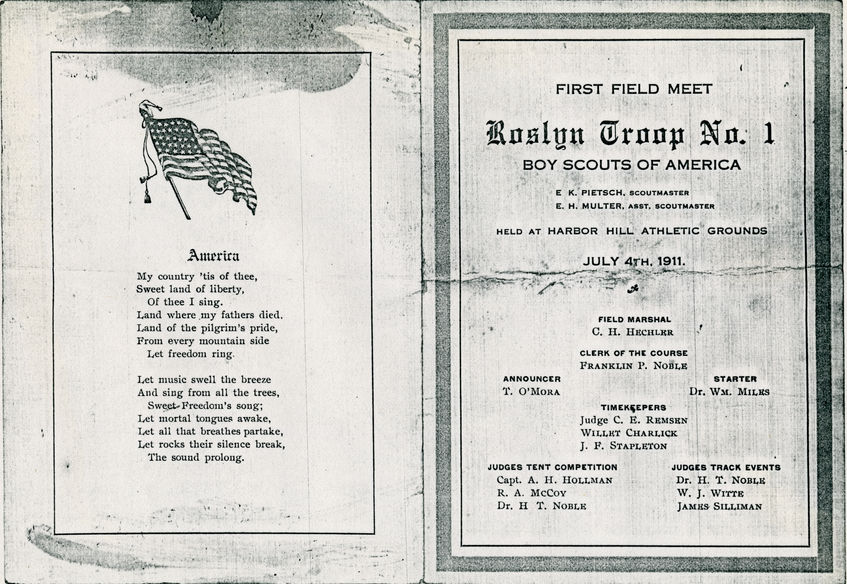 America
My country 'tis of thee,
Sweet land of liberty,
Of thee I sing.
Land where my fathers died.
Land of the pilgrim's pride,
From every mountain side
Let freedom ring.
Let music swell the breeze
And sing from all the trees,
Sweet Freedom's song;
Let mortal tongues awake,
Let all that breathes partake,
Let rocks their silence break,
The sound prolong.
FIRST FIELD MEET
Roslyn Troop No. 1
BOY SCOUTS OF AMERICA
E K. PIETSCH, SCOUTMASTER
E. H. MULTER, ASST. SCOUTMASTER
HELD AT HARBOR HILL ATHLETIC GROUNDS
JULY 4TH, 1911.
FIELD MARSHAL
C. H. HECHLER
CLERK OF THE COURSE
FRANKLIN P. NOBLE
ANNOUNCER
T. O'MORA
STARTER
Dr. WM. MILES
TIMEKEEPERS
Judge C. E. REMSEN
WILLET CHARLICK
J. F. STAPLETON
JUDGES TENT COMPETITION
Capt. A. H. HOLLMAN
R. A. McCOY
Dr. H T. NOBLE
JUDGES TRACK EVENTS
Dr. H. T. NOBLE
W. J. WITTE
JAMES SILLIMAN